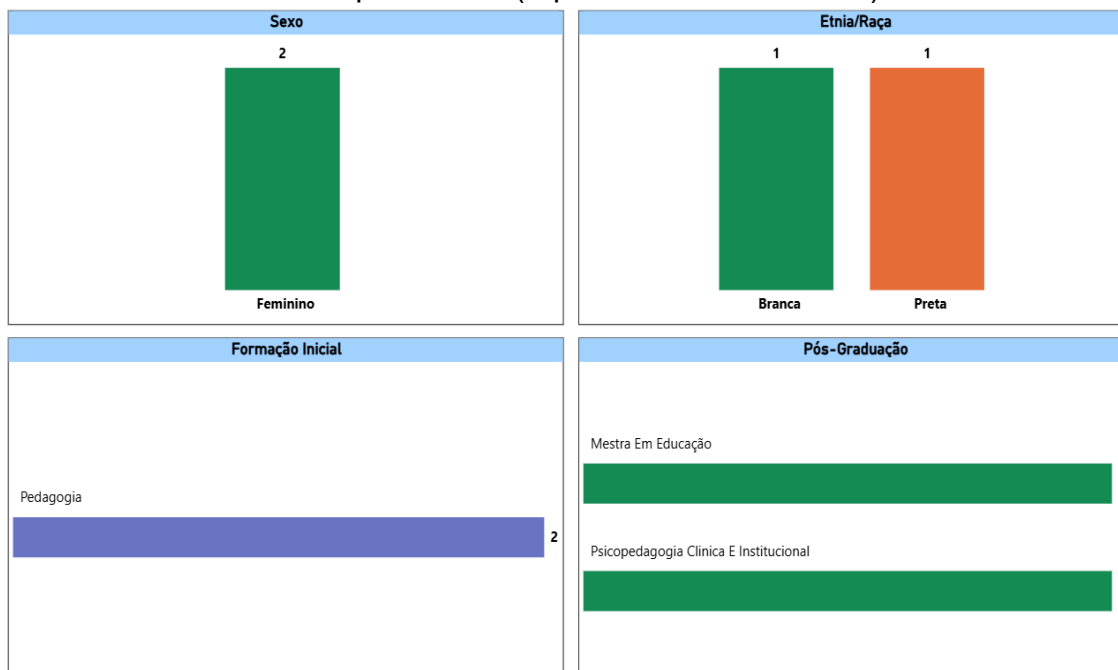 Sexo
2
Feminino
Etnia/Raça
1
1
Branca
Preta
Formação Inicial
Pedagogia
2
Pós-Graduação
Mestra Em Educação
Psicopedagogia Clinica E Institucional